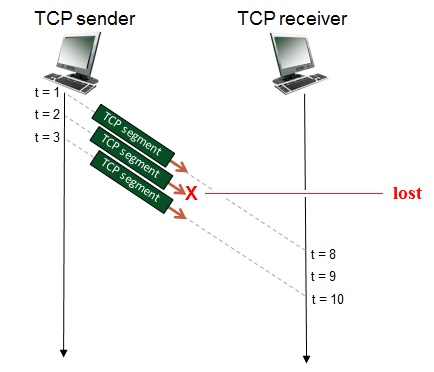 TCP sender
TCP receiver
t = 1
t = 2
t = 3
TCP segment
TCP segment
TCP segment
X
lost
t = 8
t = 9
t = 10